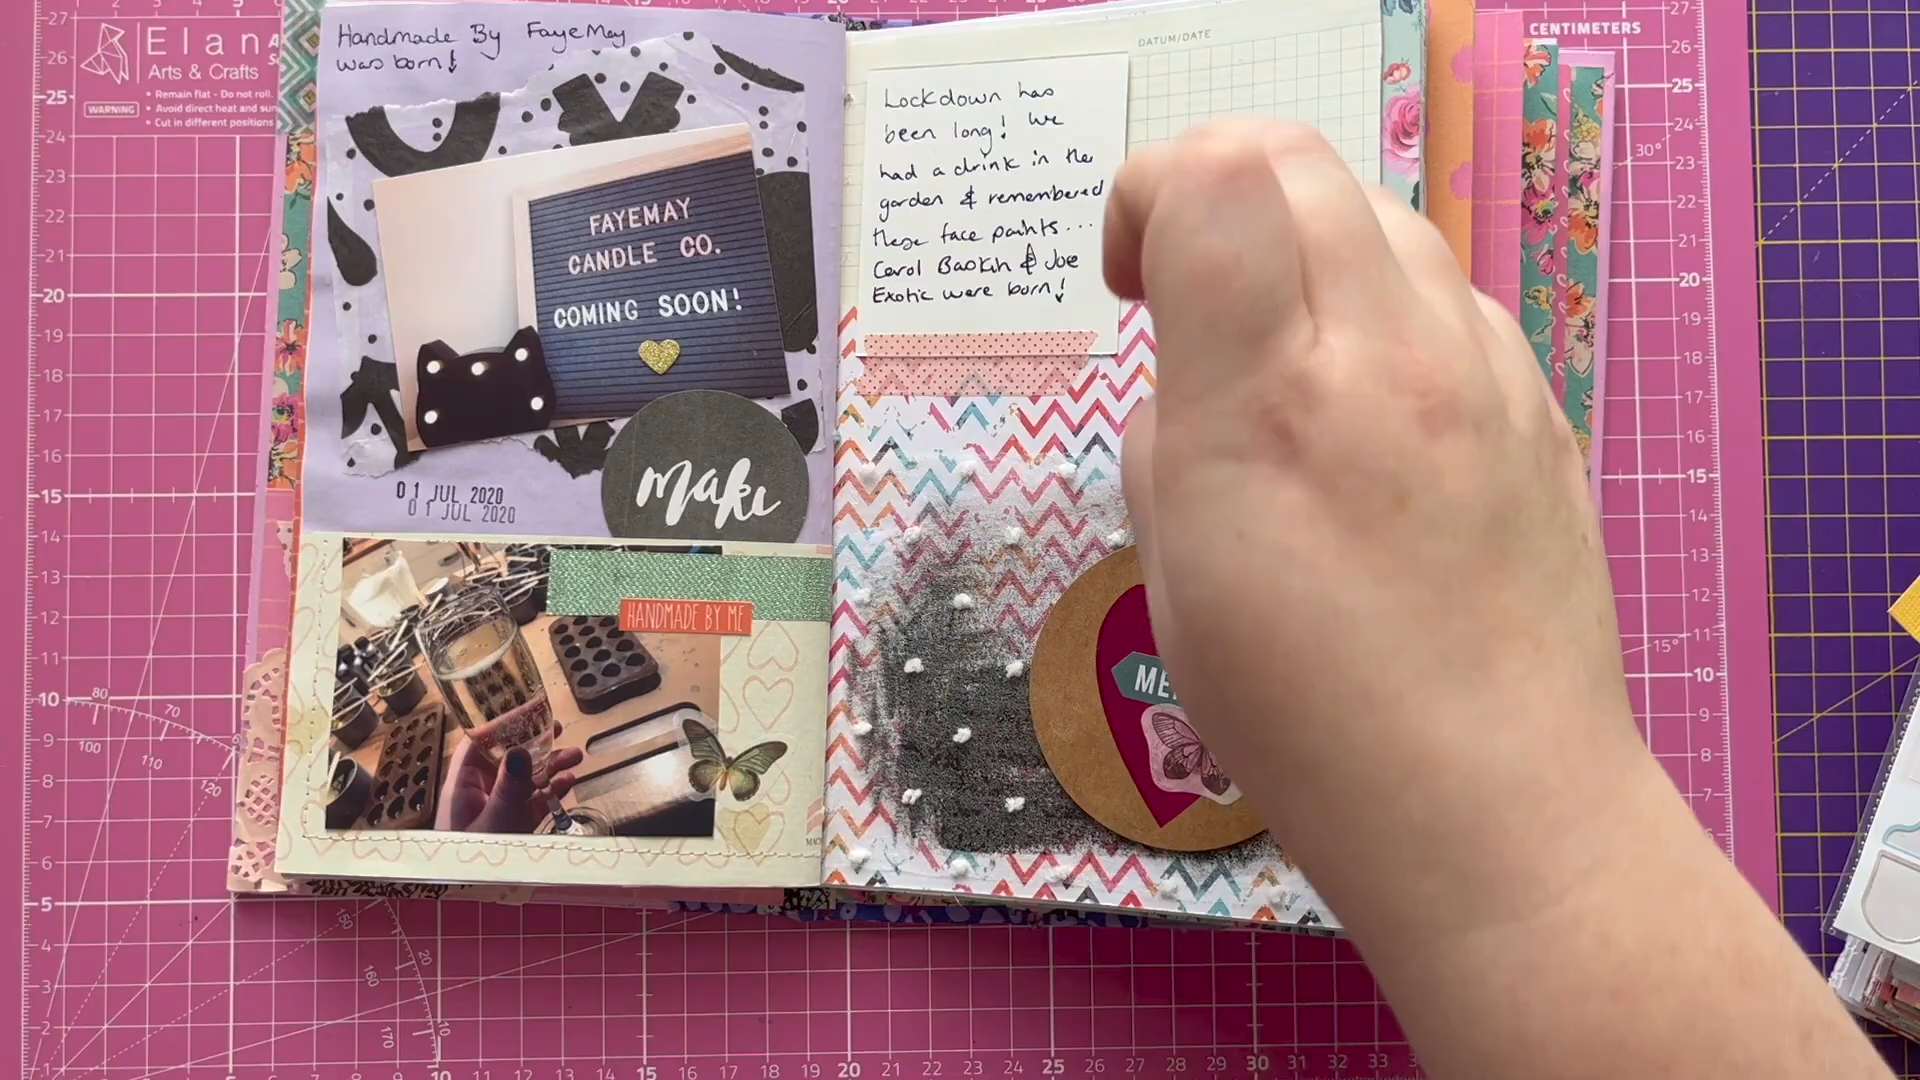 Handmade By FayeMay
was born!
FAYEMAY
CANDLE CO.
COMING SOON!
make
01 JUL 2020
01 JUL 2020
HANDMADE BY ME
DATUM/DATE
Lockdown has
been long! We
had a drink in the
garden & remembered
these face paints...
Carol Baskin & Joe
Exotic were born!
Arts & Crafts
WARNING
• Remain flat - Do not roll.
• Avoid direct heat and sun
• Cut in different positions
CENTIMETERS